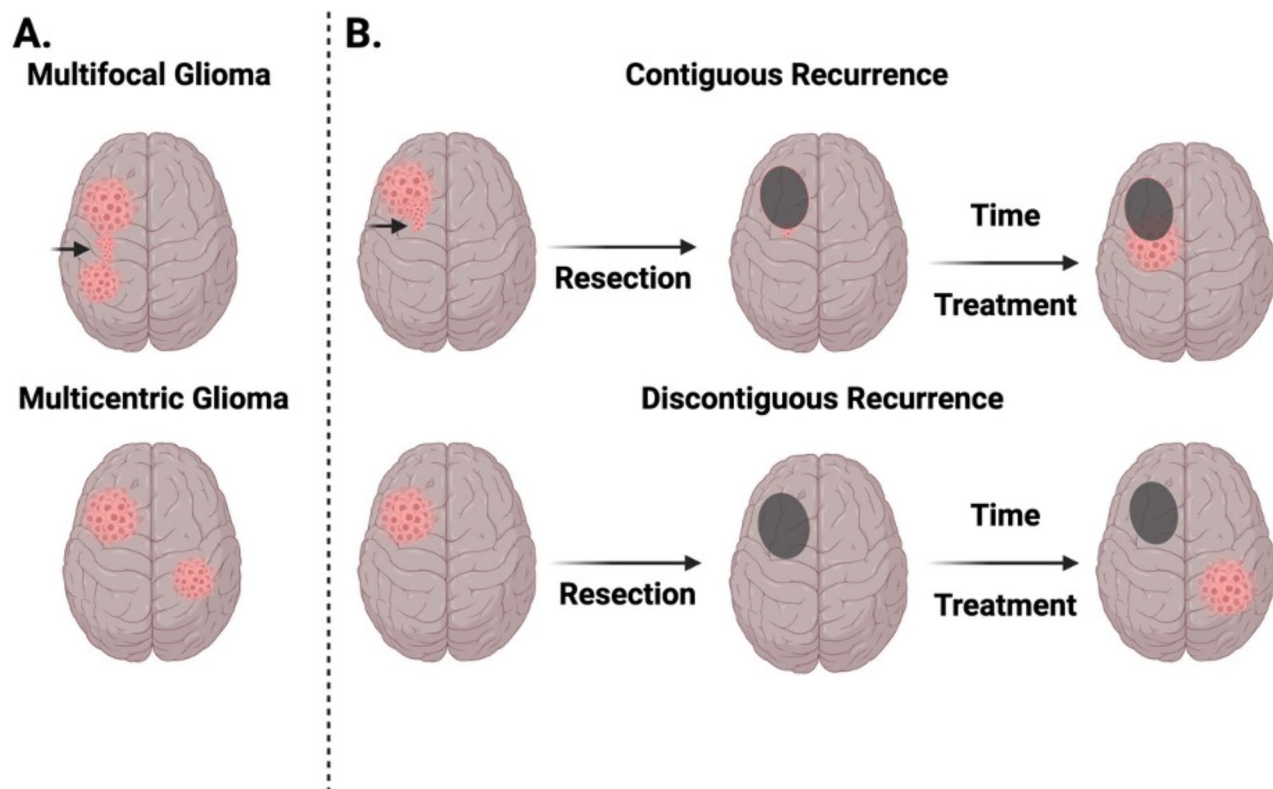 A.
Multifocal Glioma
Multicentric Glioma
B.
Contiguous Recurrence
Resection
Time
Treatment
Discontiguous Recurrence
Resection
Time
Treatment